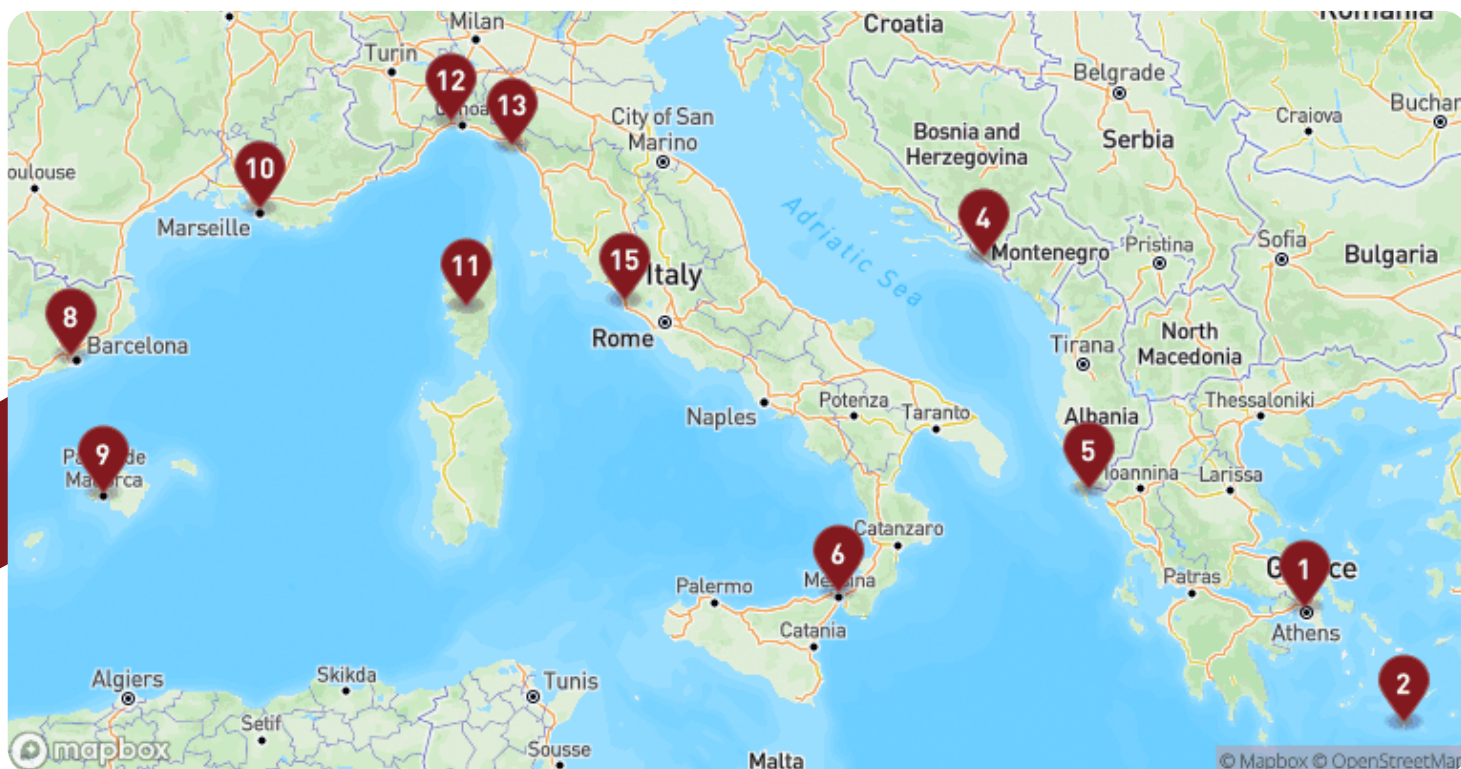 Milan
Croatia
Turin
Belgrade
12
13
Craiova
City of San
Marino
Bosnia and
Herzegovina
Serbia
10
oulouse
Marseille
Adriatic Sea
4
Montenegro
Pristina
Sofia
Bulgaria
11
15
Italy
8
Barcelona
Rome
Tirana
North
Macedonia
Naples
Potenza
Taranto
Albania
Thessaloniki
9
5
Ioannina
Larissa
Catanzaro
6
Palermo
Patras
1
Catania
Athens
Algiers
Skikda
Tunis
2
Setif
mapbox
Sousse
Malta
© Mapbox © OpenStreetMap